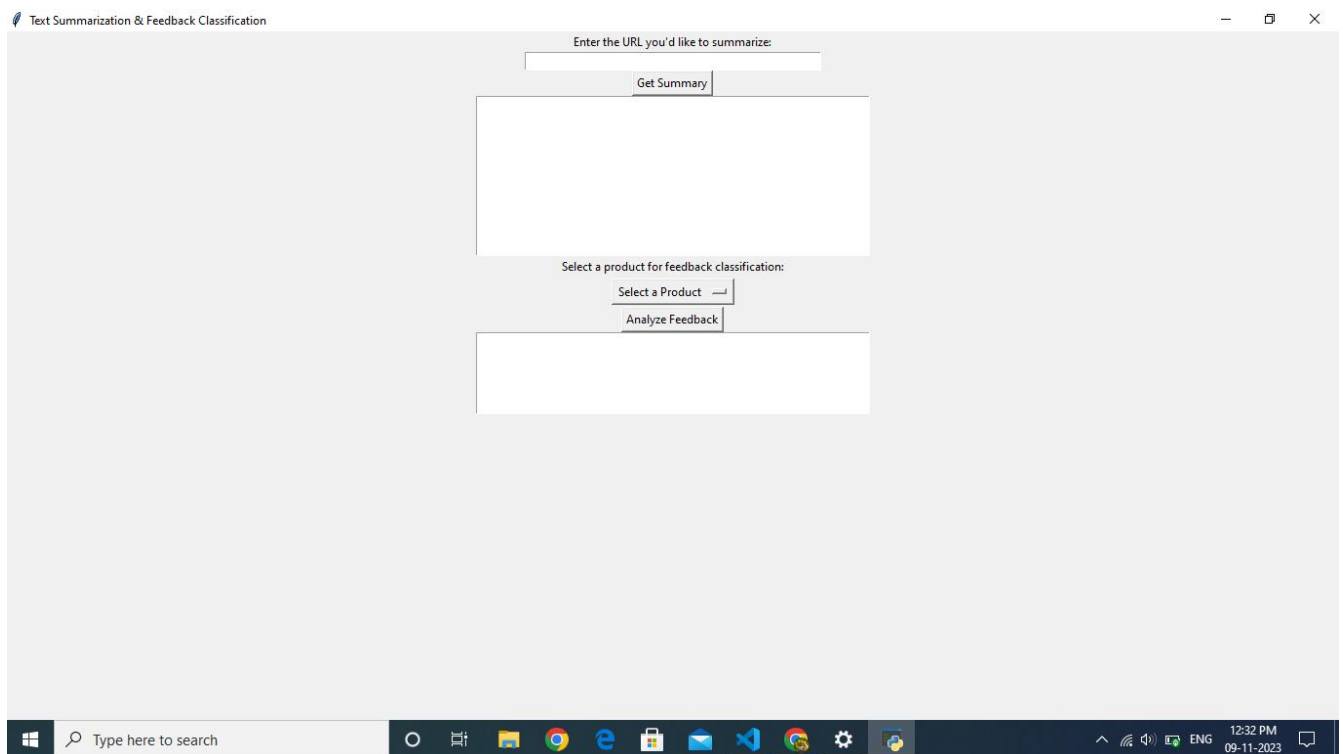 Text Summarization & Feedback Classification
Enter the URL you'd like to summarize:
Get Summary
Select a product for feedback classification:
Select a Product
Analyze Feedback
Type here to search
ENG
12:32 PM
09-11-2023